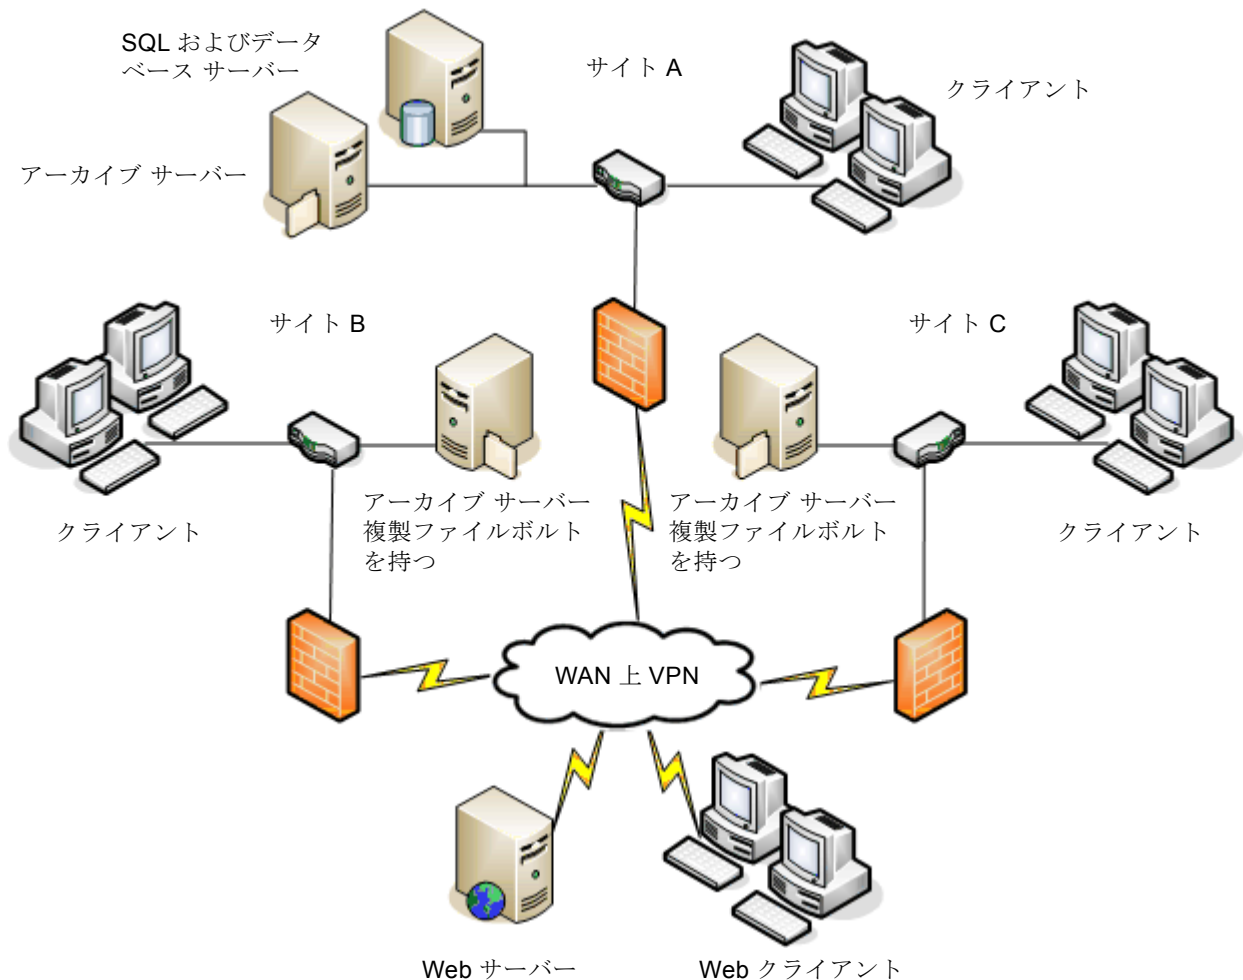 SQL およびデータ
ベース サーバー
サイト A
クライアント
アーカイブ サーバー
サイト B
サイト C
アーカイブ サーバー
複製ファイルボルト
を持つ
アーカイブ サーバー
複製ファイルボルト
を持つ
クライアント
クライアント
WAN 上 VPN
Web サーバー
Web クライアント